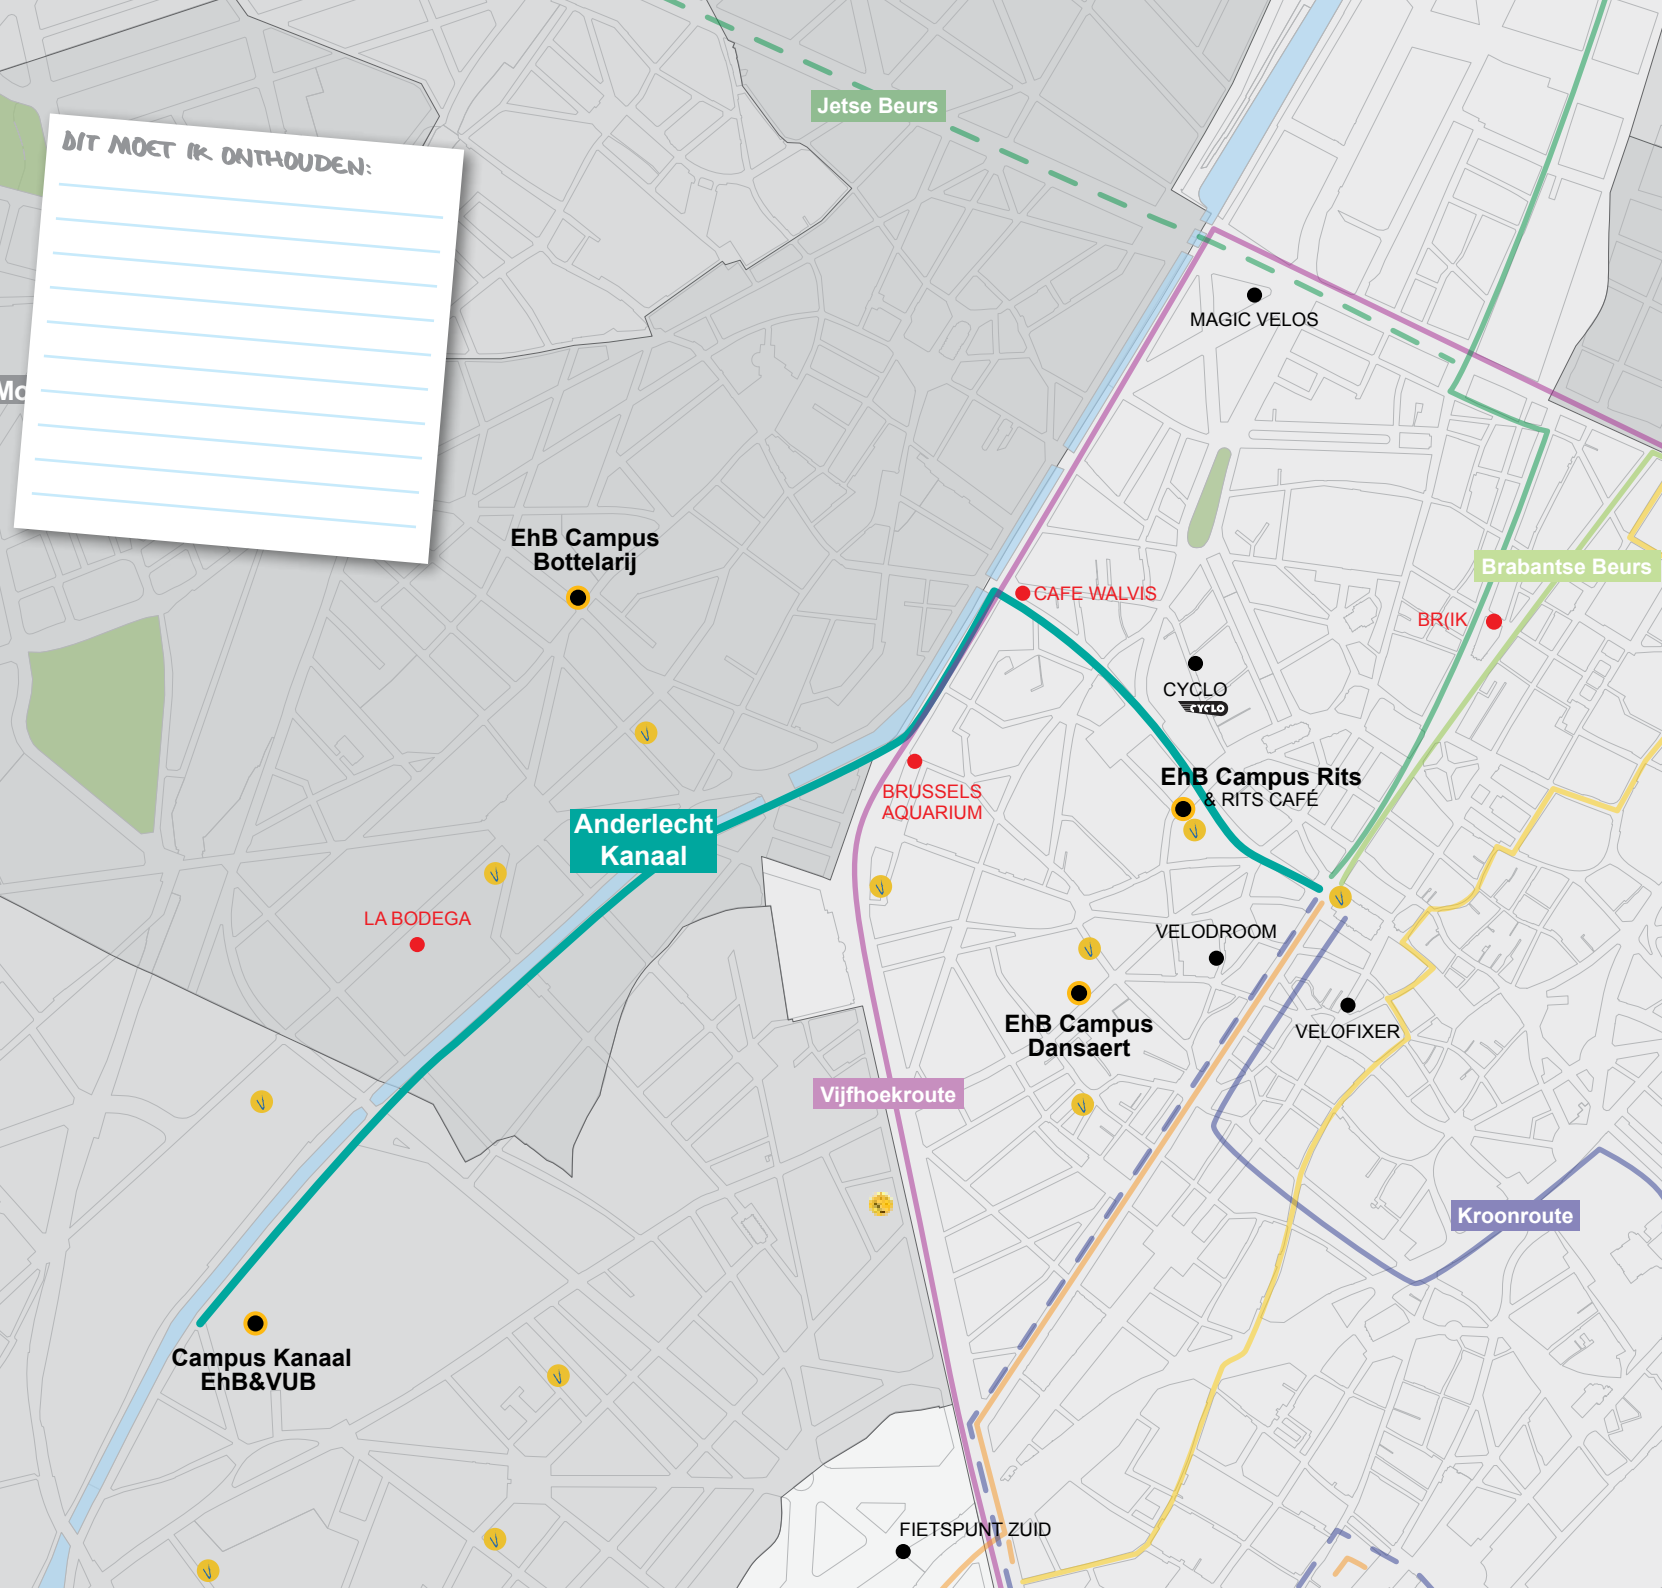 Jetse Beurs
DIT MOET IK ONTHOUDEN:
MAGIC VELOS
Mo
EhB Campus
Bottelarij
Brabantse Beurs
CAFE WALVIS
BR(IK
CYCLO
CYCLO
EhB Campus Rits
& RITS CAFÉ
BRUSSELS
AQUARIUM
Anderlecht
Kanaal
LA BODEGA
VELODROOM
EhB Campus
Dansaert
VELOFIXER
Vijfhoekroute
Kroonroute
Campus Kanaal
EhB&VUB
FIETSPUNT ZUID